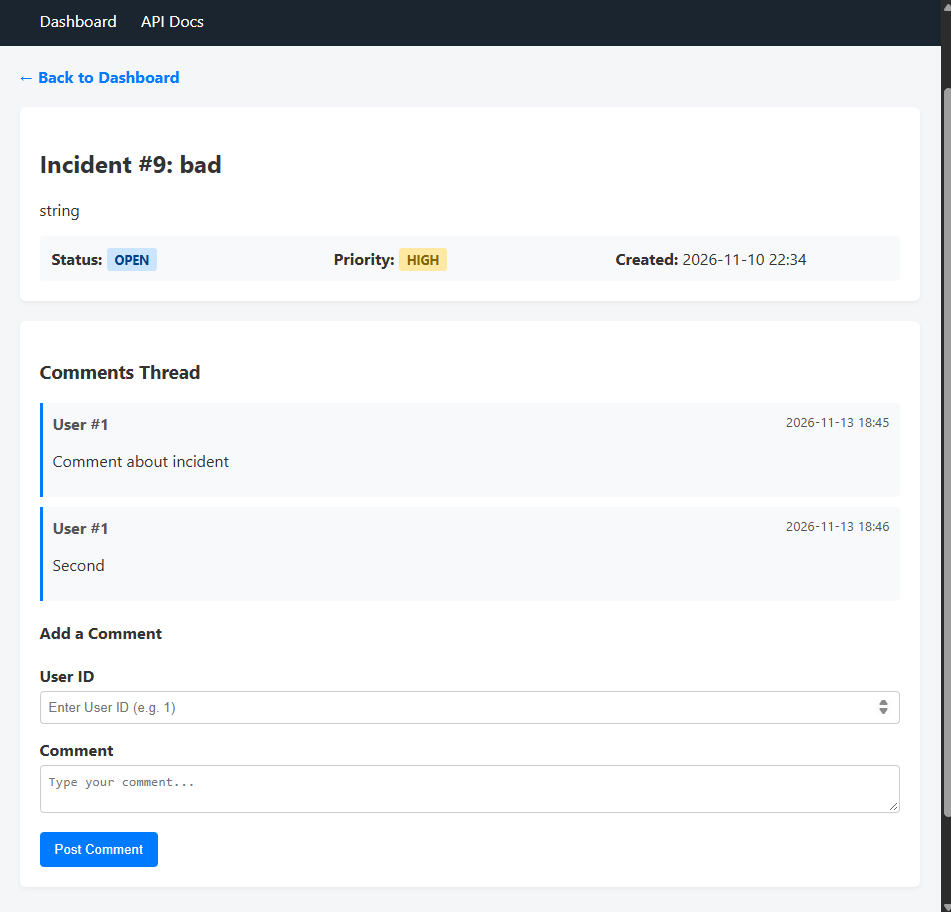 Dashboard API Docs
← Back to Dashboard
Incident #9: bad
string
Status: OPEN Priority: HIGH Created: 2026-11-10 22:34
Comments Thread
User #1 2026-11-13 18:45
Comment about incident
User #1 2026-11-13 18:46
Second
Add a Comment
User ID
Enter User ID (e.g. 1)
Comment
Type your comment...
Post Comment